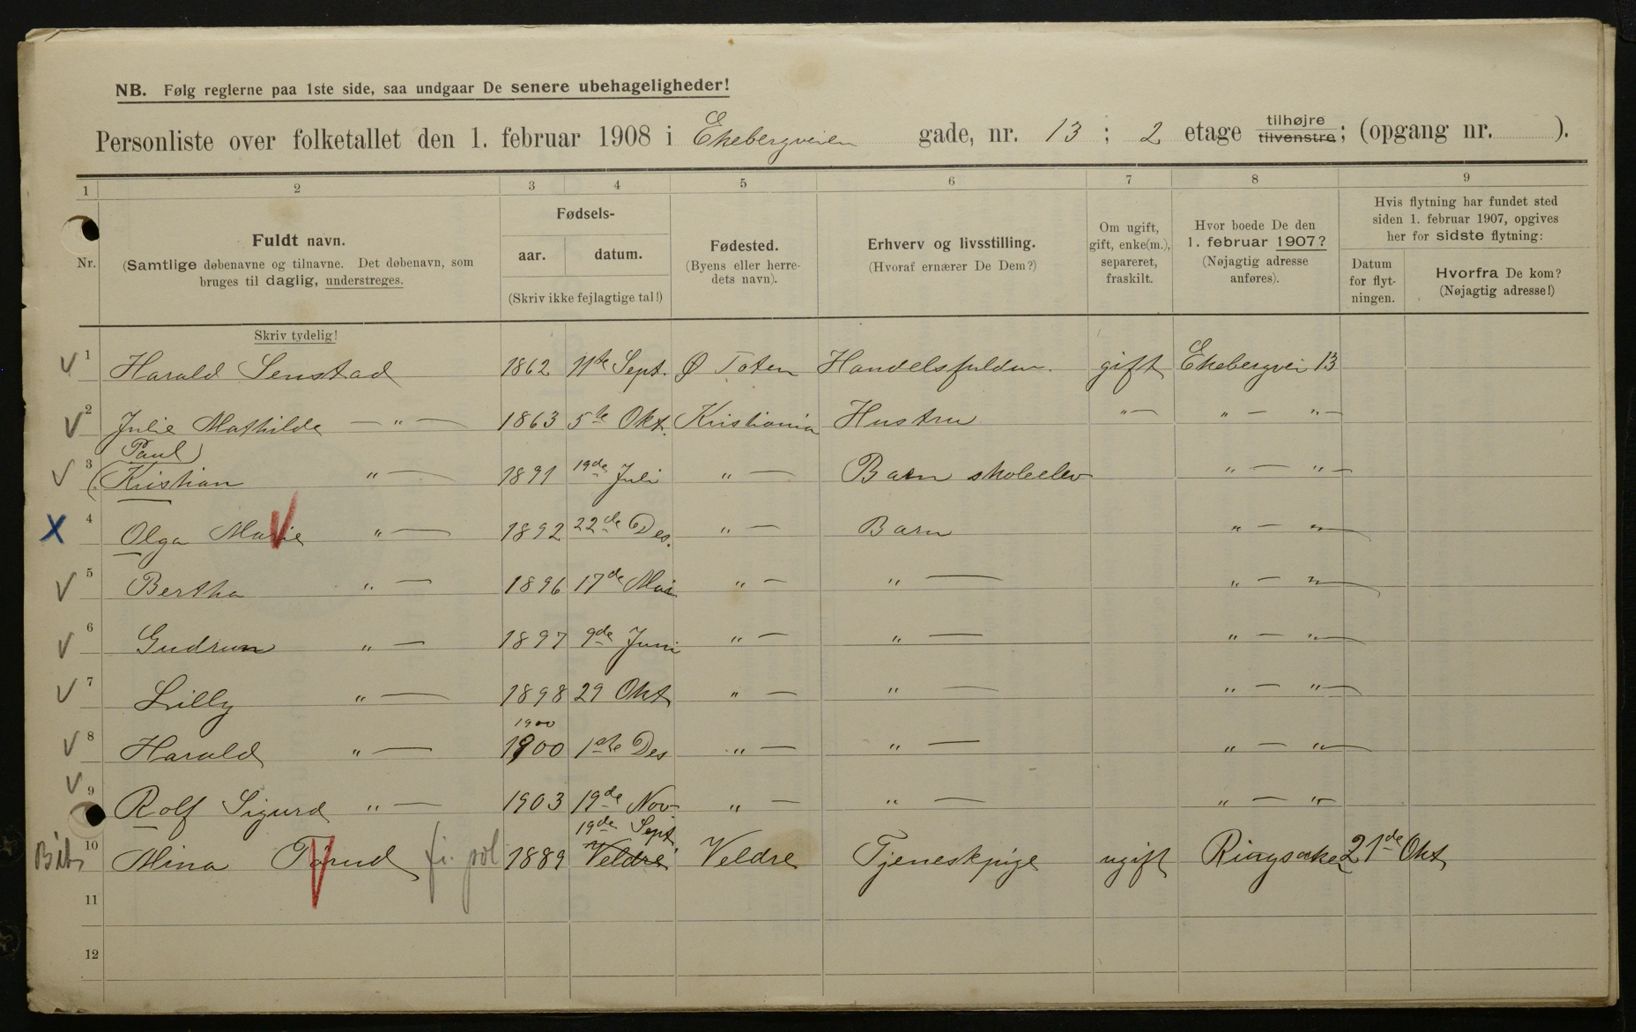 NB. Følg reglerne paa 1ste side, saa undgaar De senere ubehageligheder!
Personliste over folketallet den 1. februar 1908 i Ekebergveien gade, nr. 13 ; 2 etage tilhøjre tilvenstre; (opgang nr. ).
1 2 3 4 5 6 7 8 9
Nr.
Fuldt navn.
(Samtlige døbenavne og tilnavne. Det døbenavn, som
bruges til daglig, understreges.
Skriv tydelig!
Fødsels-
aar. datum.
(Skriv ikke fejlagtige tal!)
Fødested.
(Byens eller herre-
dets navn).
Erhverv og livsstilling.
(Hvoraf ernærer De Dem?)
Om ugift,
gift, enke(m.),
separeret,
fraskilt.
Hvor boede De den
1. februar 1907?
(Nøjagtig adresse
anføres).
Hvis flytning har fundet sted
siden 1. februar 1907, opgives
her for sidste flytning:
Datum
for flyt-
ningen.
Hvorfra De kom?
(Nøjagtig adresse!)
1 Harald Senstad 1862 11te Sept. Ø Toten Handelsfuldm. gift Ekebergvei 13
2 Julie Mathilde — " — 1863 5te Okt. Kristiania Hustru " — " — " —
Paul
3 (Kristian " — 1891 19de Juli " — Barn skoleelev " — " —
4 Olga Marie " — 1892 22de Des. " — Barn " — " —
5 Bertha " — 1896 17de Mai " — " — " — " —
6 Gudrun " — 1897 9de Juni " — " — " — " —
7 Lilly " — 1898 29 Okt " — " — " — " —
1900
8 Harald " — 1900 1ste Des " — " — " — " —
9 Rolf Sigurd " — 1903 19de Nov. " — " — " — " —
19de Sept.
10 Mina 1889 Veldre Veldre Tjenestepige ugift Ringsaker 21de Okt
11
12